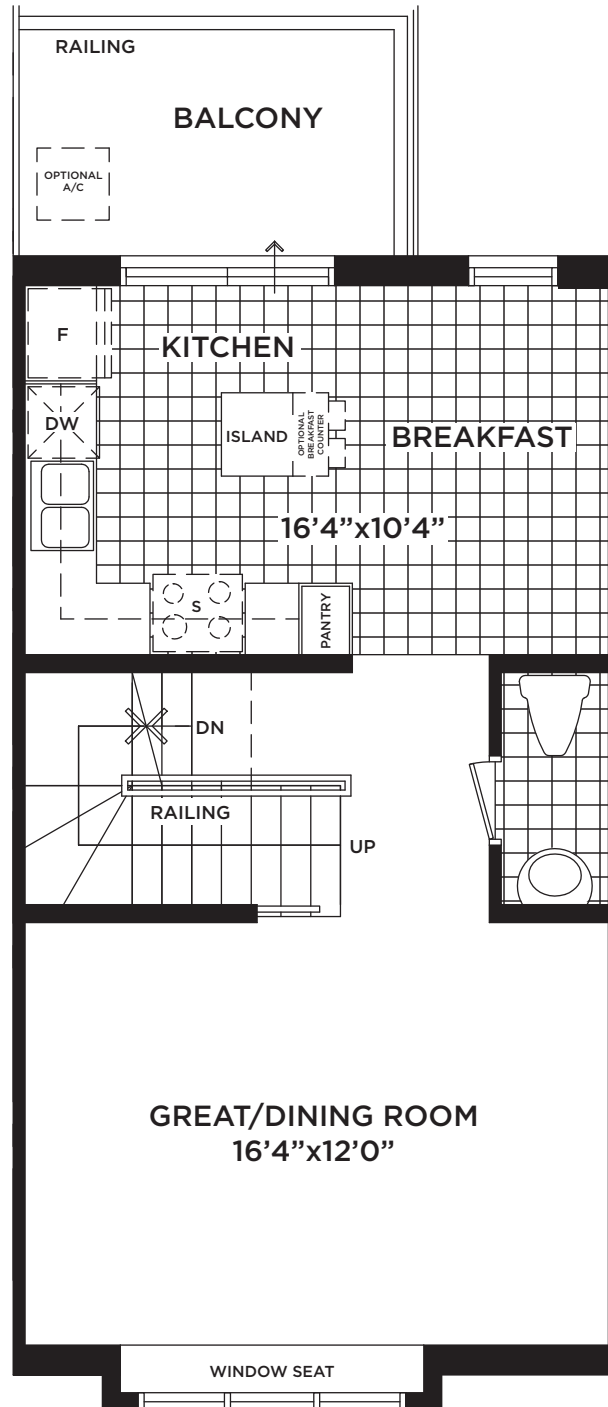 RAILING
BALCONY
OPTIONAL
A/C
F
KITCHEN
DW
ISLAND
OPTIONAL
BREAKFAST
COUNTER
BREAKFAST
16’4”x10’4”
S
PANTRY
DN
RAILING
UP
GREAT/DINING ROOM
16’4”x12’0”
WINDOW SEAT